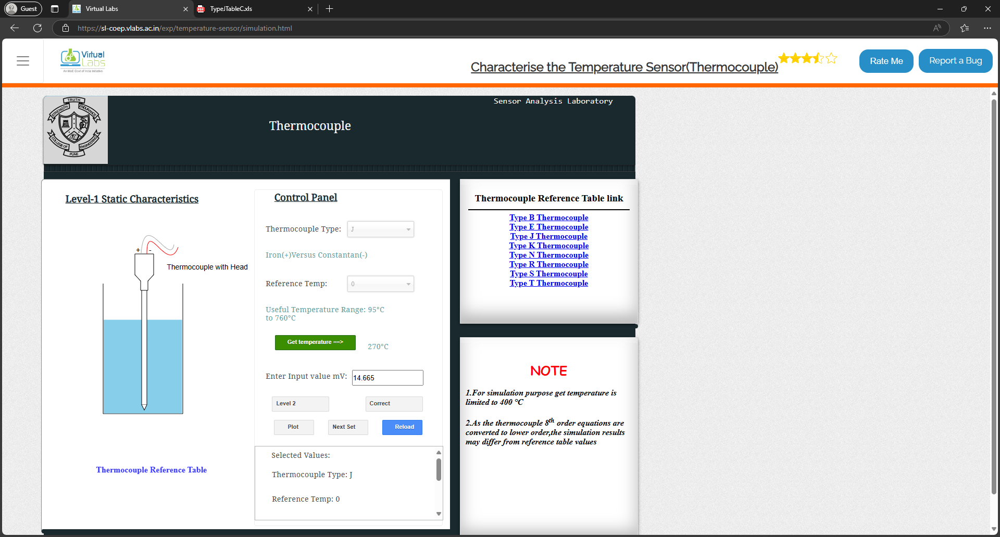 Guest
Virtual Labs
TypeJTableC.xls
https://sl-coep.vlabs.ac.in/exp/temperature-sensor/simulation.html
Virtual
Labs
An MoE Govt of India Initiative
Characterise the Temperature Sensor(Thermocouple)
Rate Me
Report a Bug
TRUTH
STRENGTH
ENDURANCE
COLLEGE OF
ENGINEERING
PUNE
Sensor Analysis Laboratory
Thermocouple
Level-1 Static Characteristics
+ -
Thermocouple with Head
Thermocouple Reference Table
Control Panel
Thermocouple Type: J
Iron(+)Versus Constantan(-)
Reference Temp: 0
Useful Temperature Range: 95°C
to 760°C
Get temperature ==> 270°C
Enter Input value mV: 14.665
Level 2 Correct
Plot Next Set Reload
Selected Values:
Thermocouple Type: J
Reference Temp: 0
Thermocouple Reference Table link
Type B Thermocouple
Type E Thermocouple
Type J Thermocouple
Type K Thermocouple
Type N Thermocouple
Type R Thermocouple
Type S Thermocouple
Type T Thermocouple
NOTE
1.For simulation purpose get temperature is
limited to 400 °C
2.As the thermocouple 8th order equations are
converted to lower order,the simulation results
may differ from reference table values